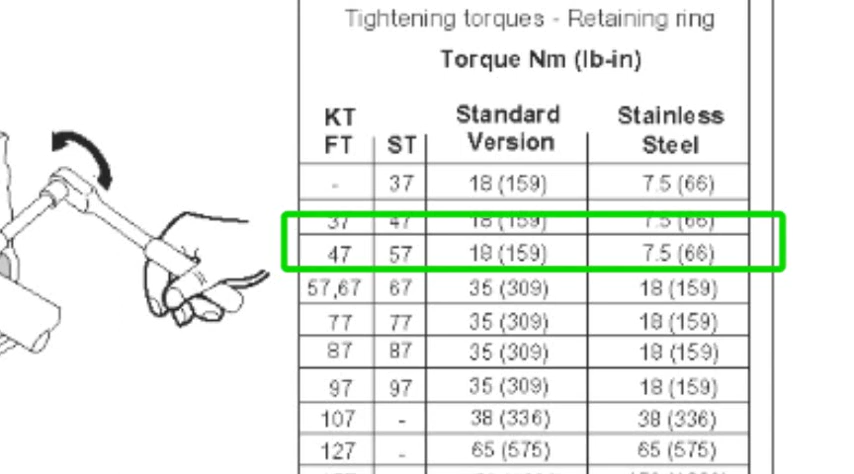 Tightening torques - Retaining ring
Torque Nm (lb-in)
KT FT ST Standard Version Stainless Steel
- 37 18 (159) 7.5 (66)
37 47 18 (159) 7.5 (66)
47 57 18 (159) 7.5 (66)
57,67 67 35 (309) 18 (159)
77 77 35 (309) 18 (159)
87 87 35 (309) 18 (159)
97 97 35 (309) 18 (159)
107 - 38 (336) 38 (336)
127 - 65 (575) 65 (575)